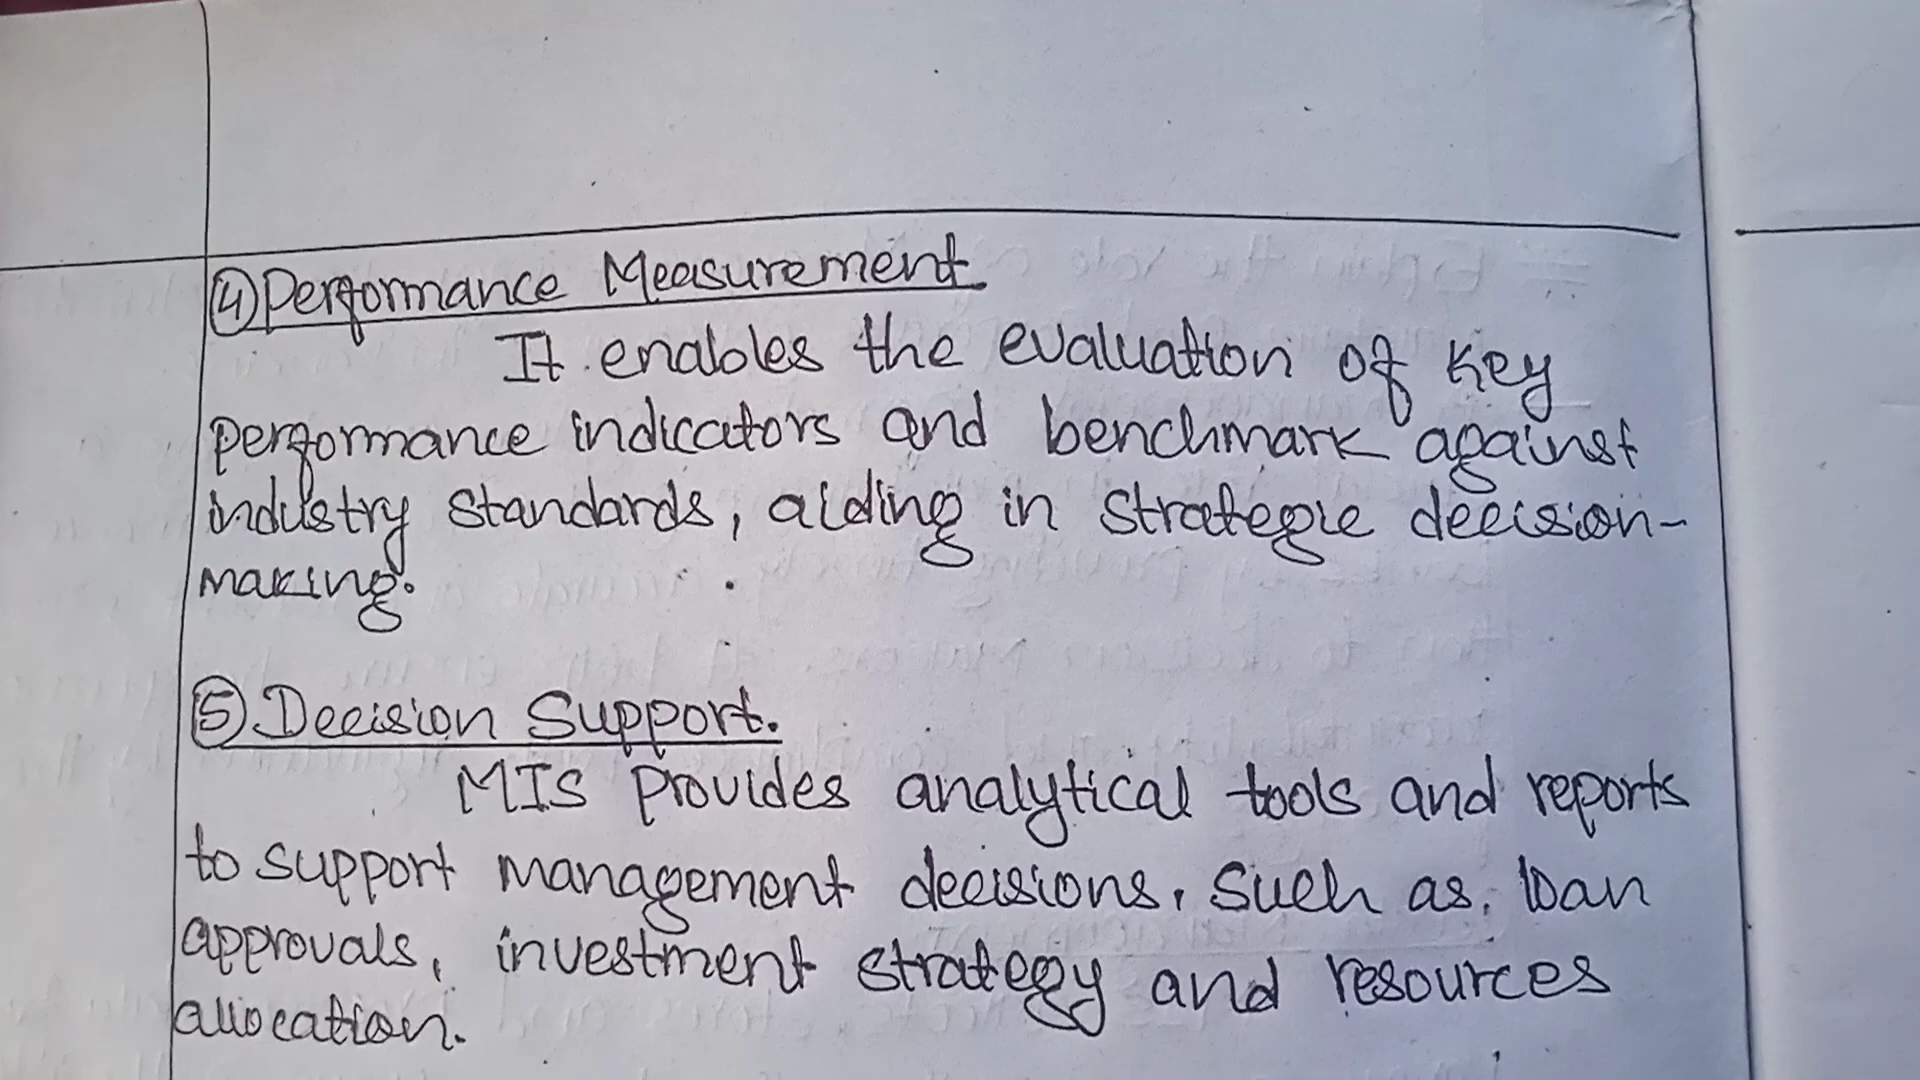 ④ Performance Measurement
It enables the evaluation of key
performance indicators and benchmark against
industry standards, aiding in strategic decision-
making.
⑤ Decision Support.
MIS provides analytical tools and reports
to support management decisions, such as, loan
approvals, investment strategy and resources
allocation.